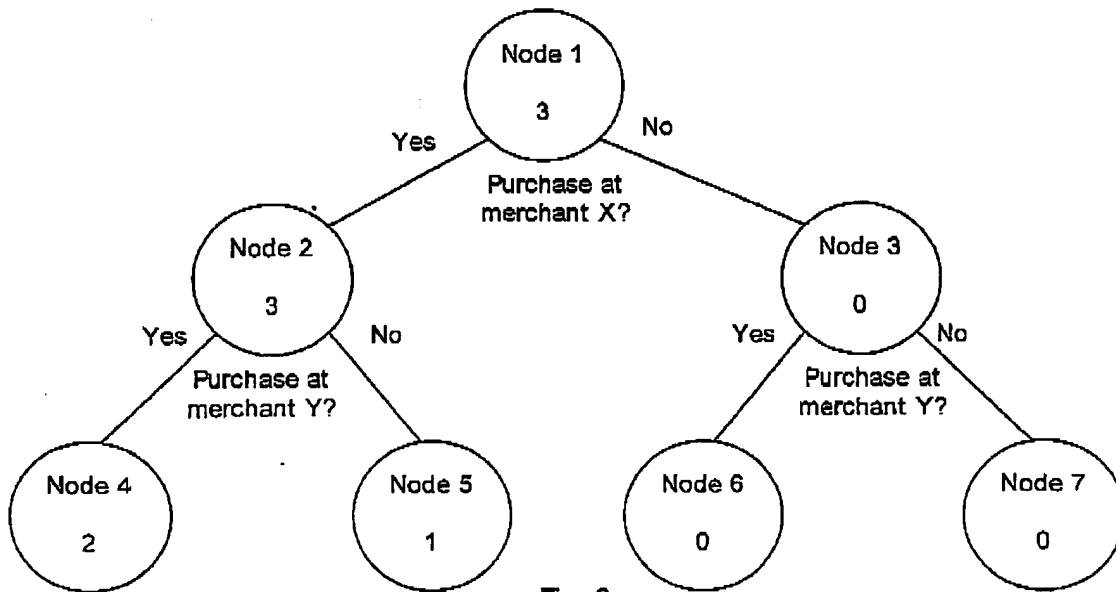 Node 1
3
Yes
No
Purchase at
merchant X?
Node 2
3
Node 3
0
Yes
No
Yes
No
Purchase at
merchant Y?
Purchase at
merchant Y?
Node 4
2
Node 5
1
Node 6
0
Node 7
0